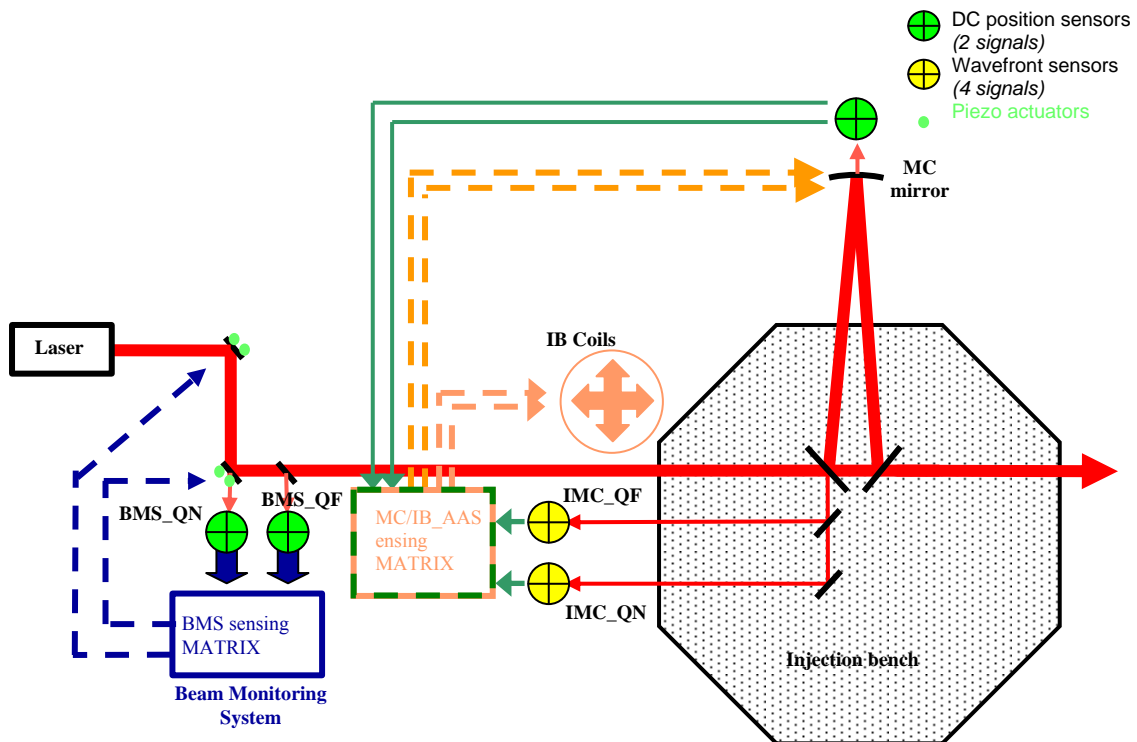 DC position sensors
(2 signals)
Wavefront sensors
(4 signals)
Piezo actuators
MC
mirror
Laser
IB Coils
BMS_QN
BMS_QF
MC/IB_AAS
ensing
MATRIX
IMC_QF
IMC_QN
BMS sensing
MATRIX
Beam Monitoring
System
Injection bench